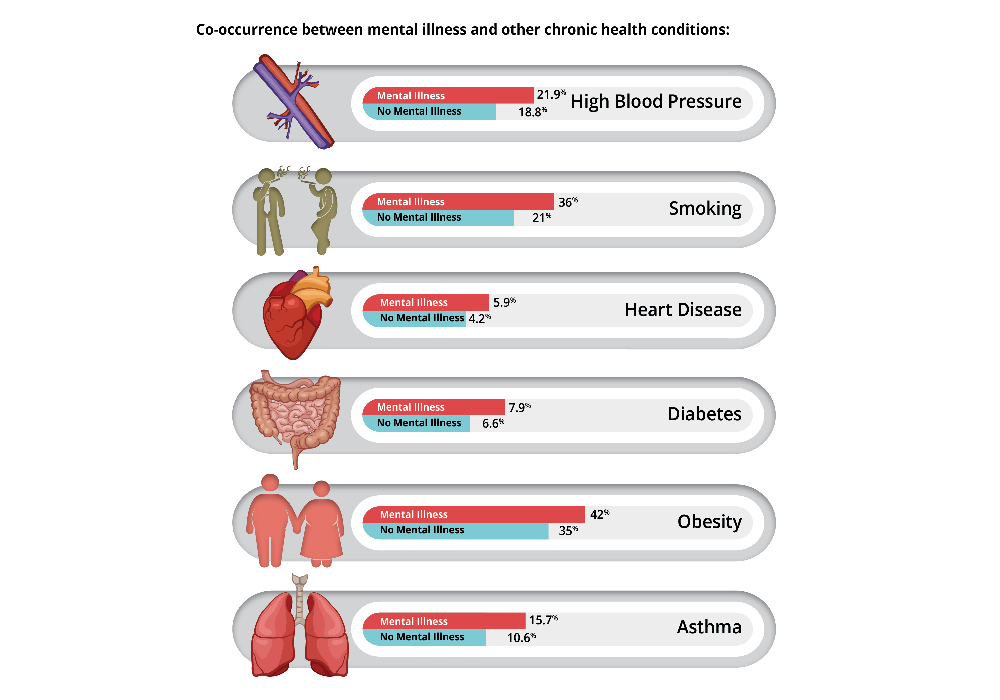 Co-occurrence between mental illness and other chronic health conditions:
Mental Illness 21.9% High Blood Pressure
No Mental Illness 18.8%
Mental Illness 36% Smoking
No Mental Illness 21%
Mental Illness 5.9% Heart Disease
No Mental Illness 4.2%
Mental Illness 7.9% Diabetes
No Mental Illness 6.6%
Mental Illness 42% Obesity
No Mental Illness 35%
Mental Illness 15.7% Asthma
No Mental Illness 10.6%